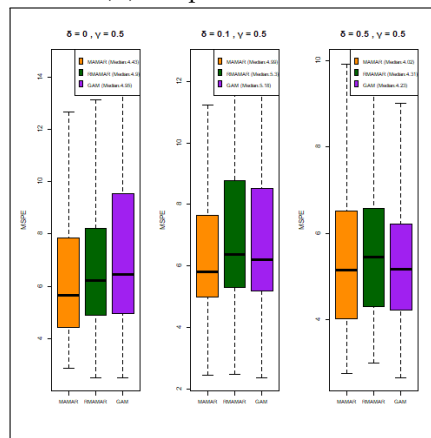 δ = 0 , γ = 0.5
MAMAR (Median:4.43)
RMAMAR (Median:4.9)
GAM (Median:4.95)
MSPE
14
12
10
8
6
4
MAMAR RMAMAR GAM
δ = 0.1 , γ = 0.5
MAMAR (Median:4.99)
RMAMAR (Median:5.3)
GAM (Median:5.18)
MSPE
12
10
8
6
4
2
MAMAR RMAMAR GAM
δ = 0.5 , γ = 0.5
MAMAR (Median:4.02)
RMAMAR (Median:4.31)
GAM (Median:4.23)
MSPE
10
8
6
4
MAMAR RMAMAR GAM